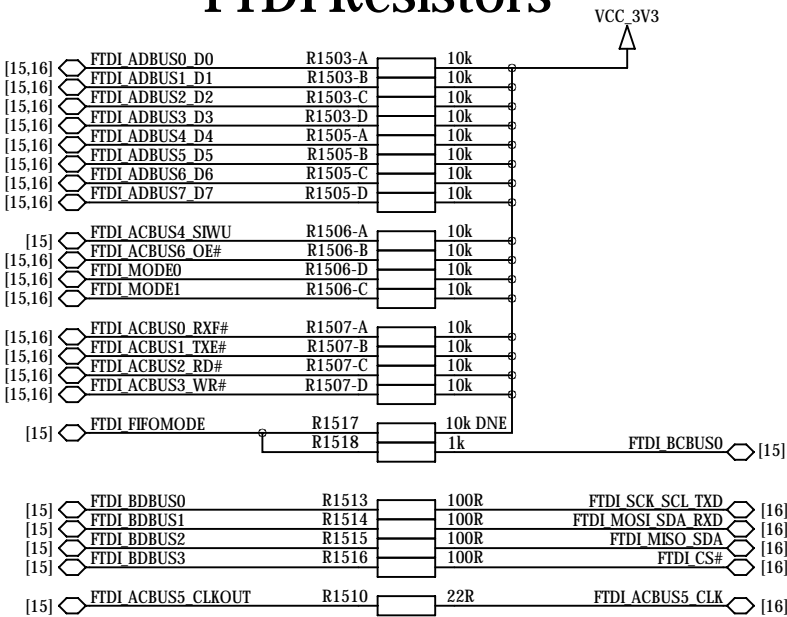 FTDI Resistors
VCC_3V3
[15,16] FTDI_ADBUS0_D0 R1503-A 10k
[15,16] FTDI_ADBUS1_D1 R1503-B 10k
[15,16] FTDI_ADBUS2_D2 R1503-C 10k
[15,16] FTDI_ADBUS3_D3 R1503-D 10k
[15,16] FTDI_ADBUS4_D4 R1505-A 10k
[15,16] FTDI_ADBUS5_D5 R1505-B 10k
[15,16] FTDI_ADBUS6_D6 R1505-C 10k
[15,16] FTDI_ADBUS7_D7 R1505-D 10k
[15] FTDI_ACBUS4_SIWU R1506-A 10k
[15,16] FTDI_ACBUS6_OE# R1506-B 10k
[15,16] FTDI_MODE0 R1506-D 10k
[15,16] FTDI_MODE1 R1506-C 10k
[15,16] FTDI_ACBUS0_RXF# R1507-A 10k
[15,16] FTDI_ACBUS1_TXE# R1507-B 10k
[15,16] FTDI_ACBUS2_RD# R1507-C 10k
[15,16] FTDI_ACBUS3_WR# R1507-D 10k
[15] FTDI_FIFOMODE R1517 10k DNE
R1518 1k FTDI_BCBUS0 [15]
[15] FTDI_BDBUS0 R1513 100R FTDI_SCK_SCL_TXD [16]
[15] FTDI_BDBUS1 R1514 100R FTDI_MOSI_SDA_RXD [16]
[15] FTDI_BDBUS2 R1515 100R FTDI_MISO_SDA [16]
[15] FTDI_BDBUS3 R1516 100R FTDI_CS# [16]
[15] FTDI_ACBUS5_CLKOUT R1510 22R FTDI_ACBUS5_CLK [16]